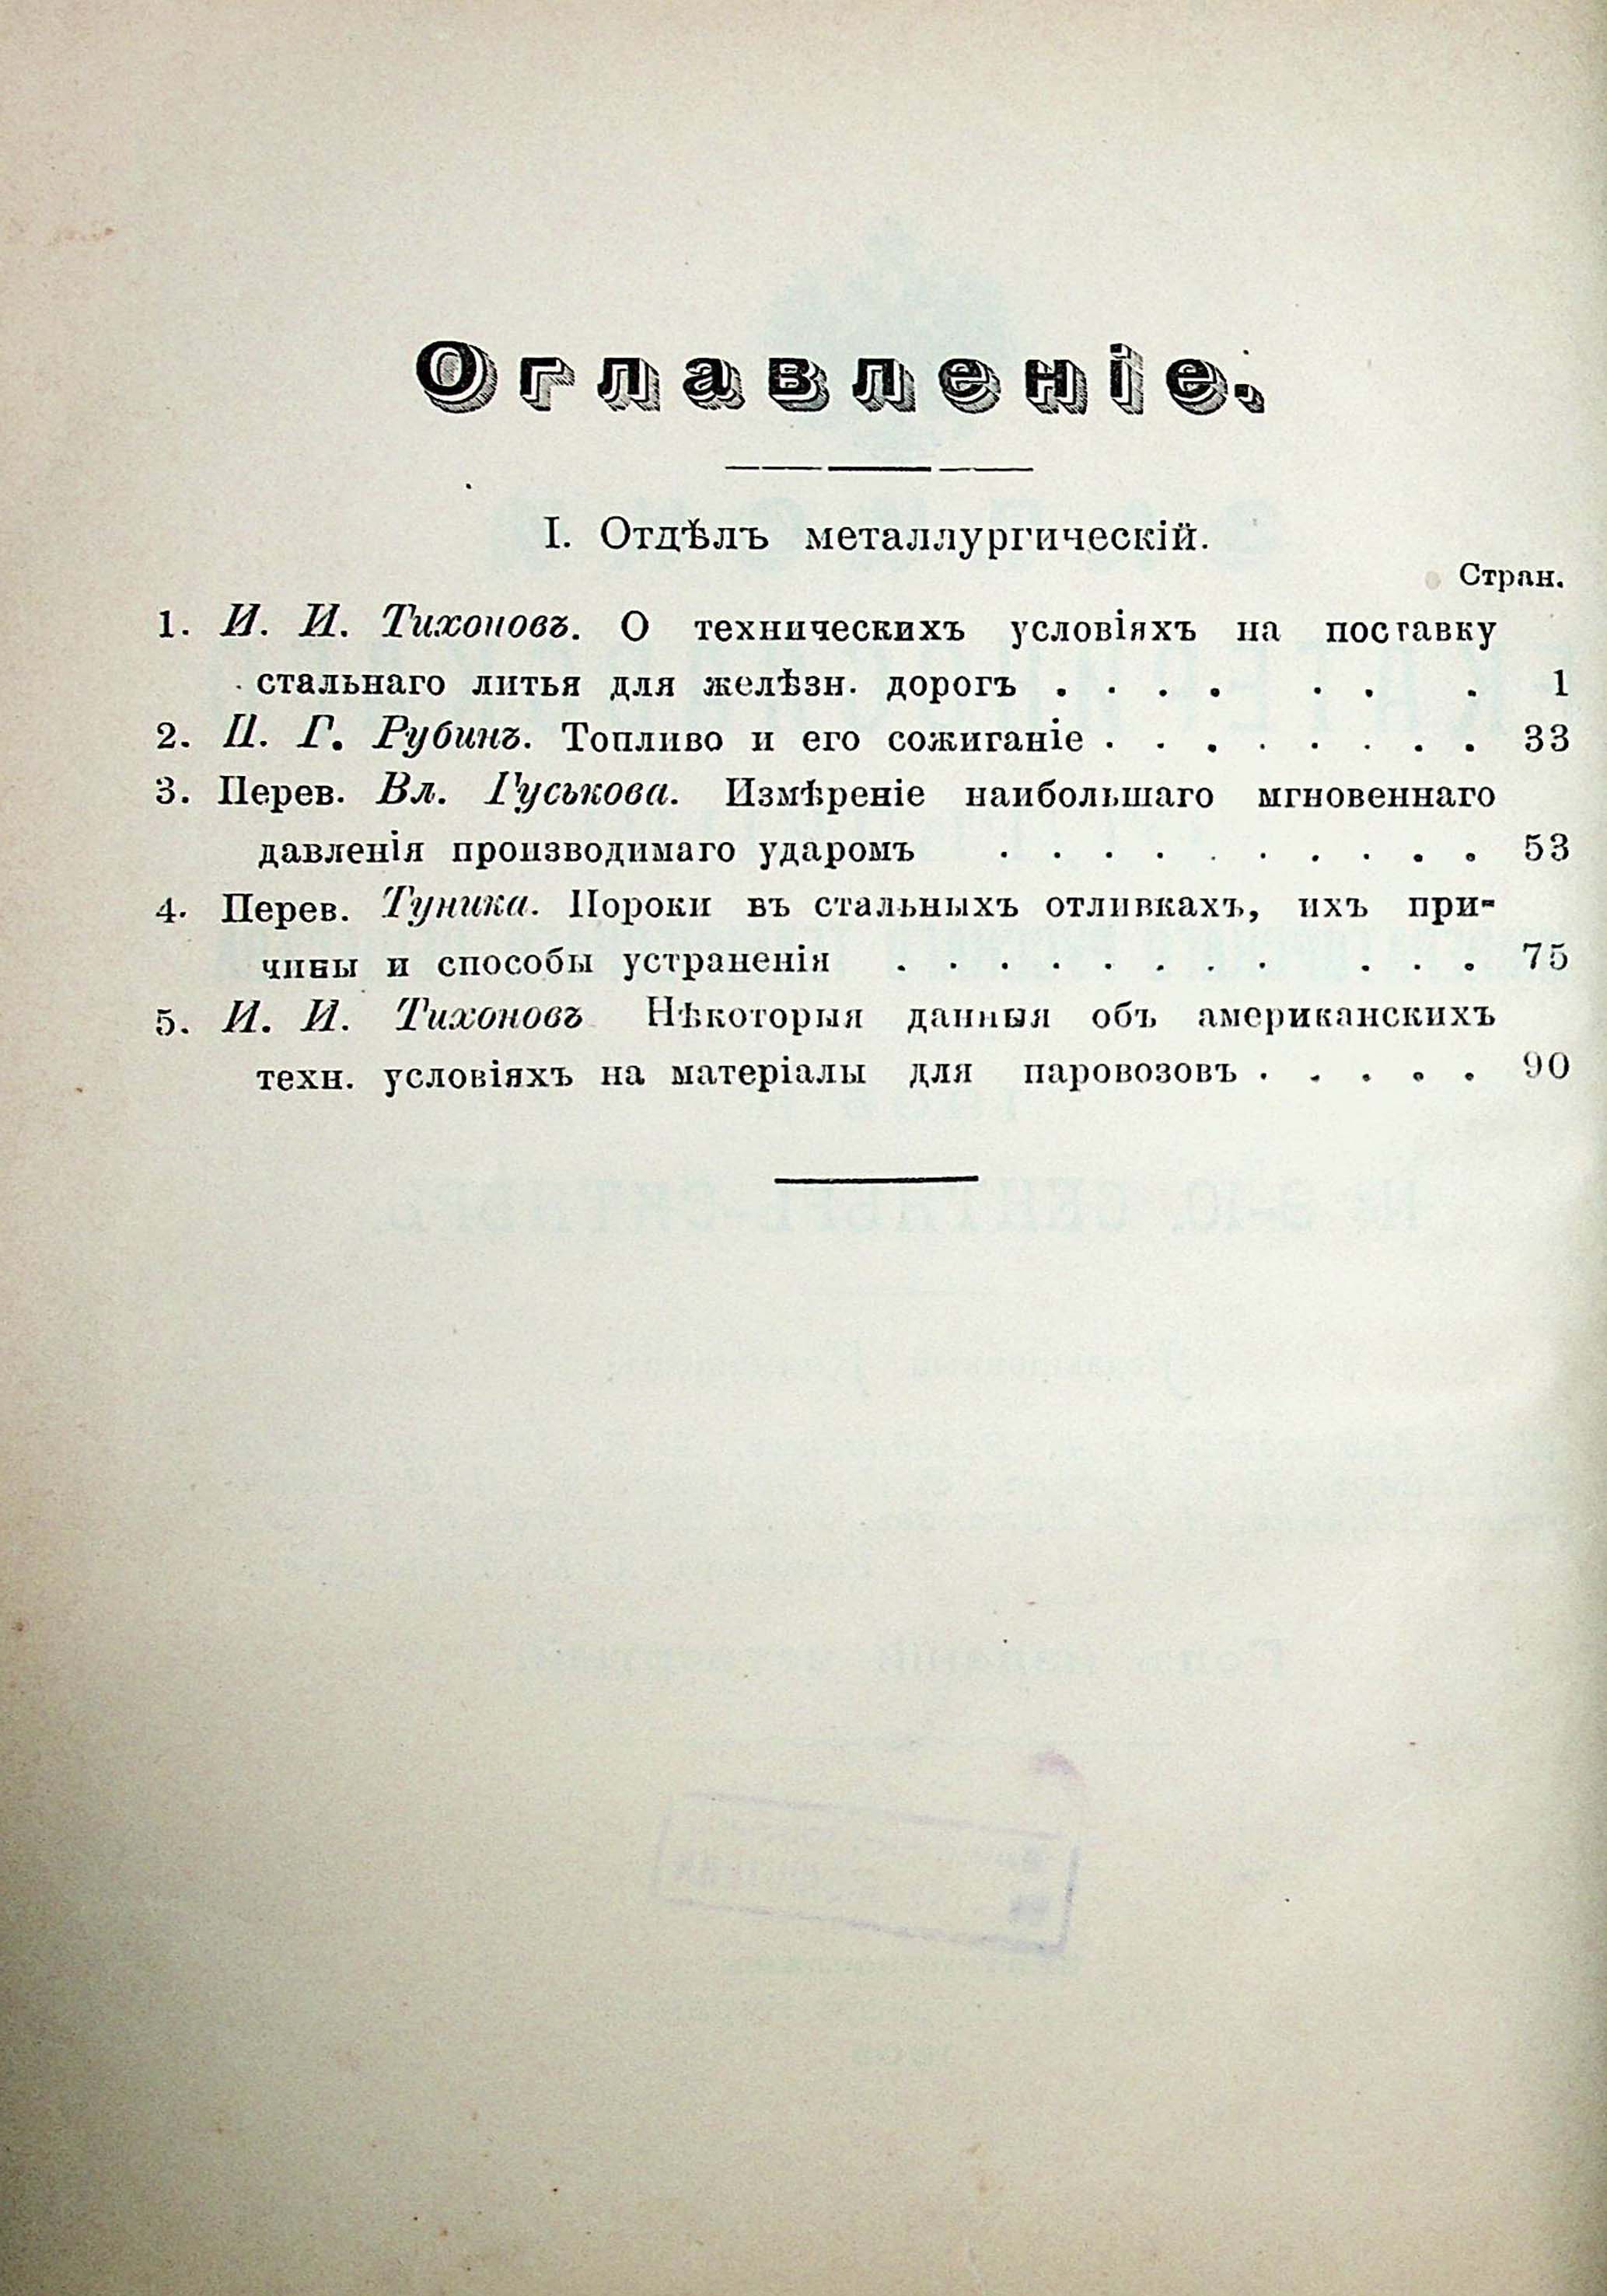 Оглавленіе.
I. Отдѣлъ металлургическій.
Стран.
1. И. И. Тихоновъ. О техническихъ условіяхъ на поставку
стальнаго литья для желѣзн. дорогъ . . . . . . . 1
2. П. Г. Рубинъ. Топливо и его сожиганіе . . . . . . . . 33
3. Перев. Вл. Гуськова. Измѣреніе наибольшаго мгновеннаго
давленія производимаго ударомъ . . . . . . . . . . 53
4. Перев. Туника. Пороки въ стальныхъ отливкахъ, ихъ при-
чины и способы устраненія . . . . . . . . . . . 75
5. И. И. Тихоновъ Нѣкоторыя данныя объ американскихъ
техн. условіяхъ на матеріалы для паровозовъ . . . . . 90